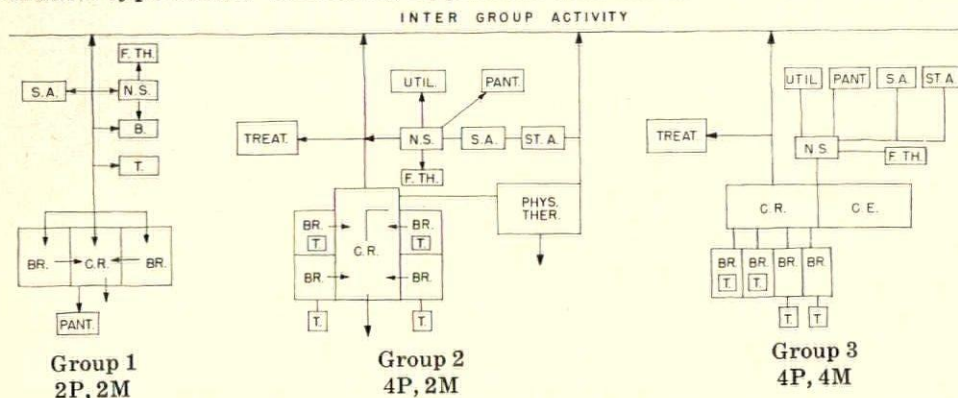 INTER GROUP ACTIVITY
F. TH.
S.A.
N.S.
B.
T.
BR.
C.R.
BR.
PANT.
Group 1
2P, 2M
UTIL.
PANT.
TREAT.
N.S.
S.A.
ST. A.
F. TH.
PHYS.
THER.
BR.
T.
C.R.
BR.
T.
BR.
BR.
T.
T.
Group 2
4P, 2M
UTIL.
PANT.
S.A.
ST. A.
TREAT.
N.S.
F. TH.
C.R.
C.E.
BR.
T.
BR.
T.
BR.
BR.
T.
T.
Group 3
4P, 4M